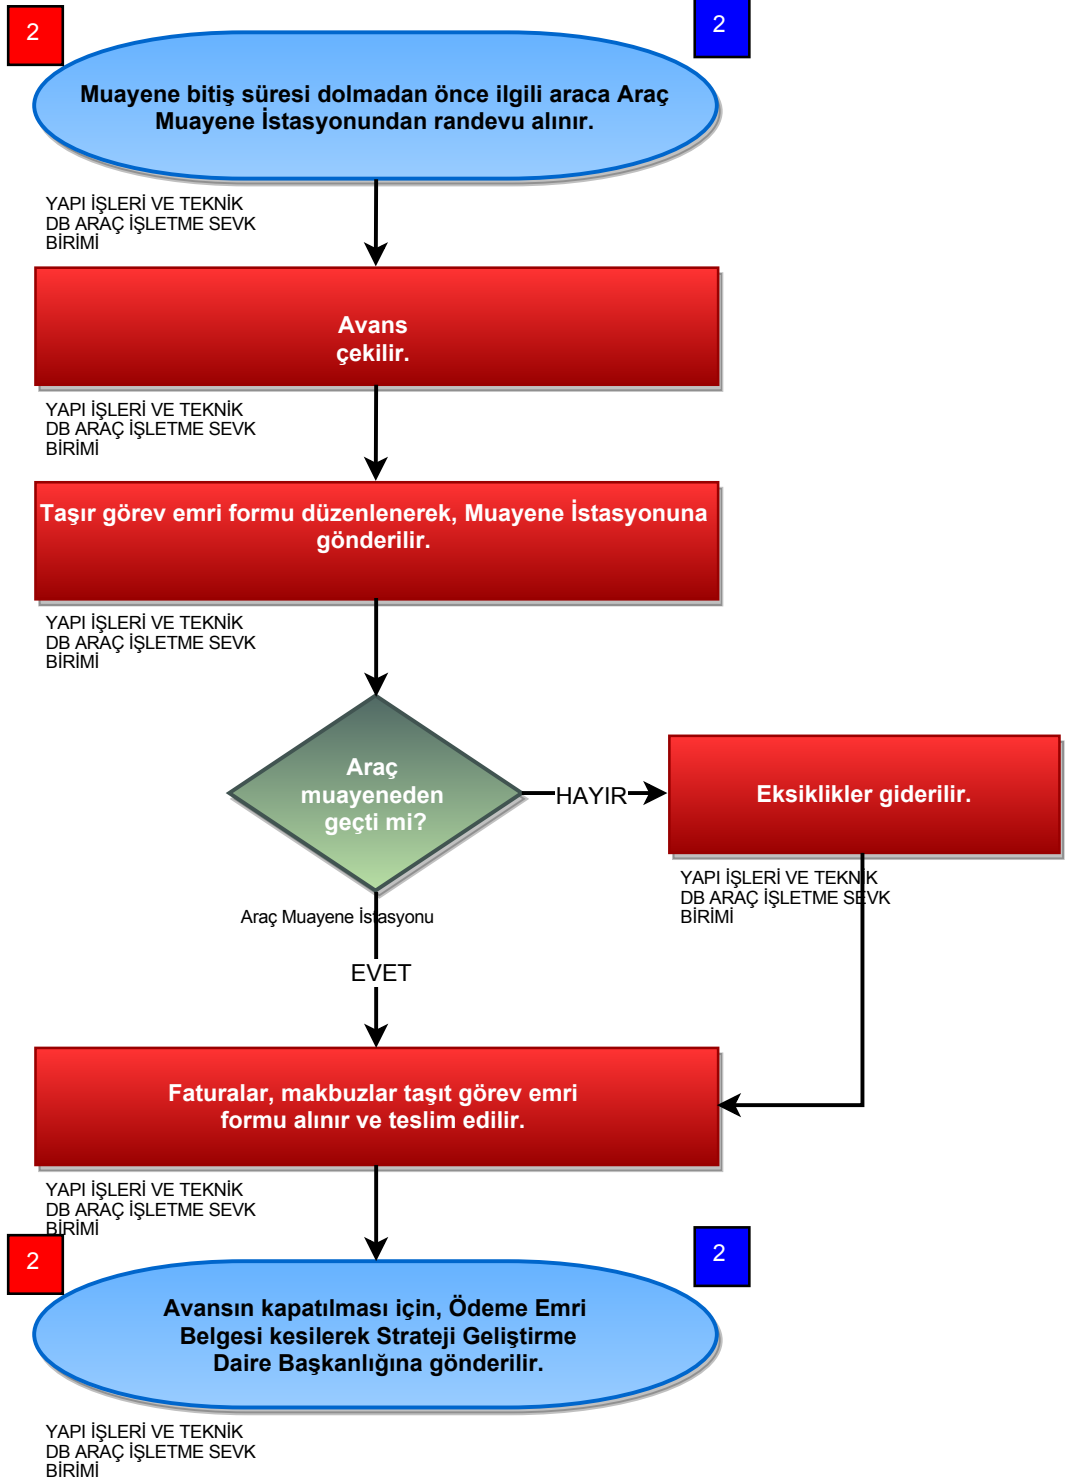 2
2
Muayene bitiş süresi dolmadan önce ilgili araca Araç
Muayene İstasyonundan randevu alınır.
YAPI İŞLERİ VE TEKNİK
DB ARAÇ İŞLETME SEVK
BİRİMİ
Avans
çekilir.
YAPI İŞLERİ VE TEKNİK
DB ARAÇ İŞLETME SEVK
BİRİMİ
Taşır görev emri formu düzenlenerek, Muayene İstasyonuna
gönderilir.
YAPI İŞLERİ VE TEKNİK
DB ARAÇ İŞLETME SEVK
BİRİMİ
Araç
muayeneden
geçti mi?
HAYIR
Eksiklikler giderilir.
YAPI İŞLERİ VE TEKNİK
DB ARAÇ İŞLETME SEVK
BİRİMİ
Araç Muayene İstasyonu
EVET
Faturalar, makbuzlar taşıt görev emri
formu alınır ve teslim edilir.
YAPI İŞLERİ VE TEKNİK
DB ARAÇ İŞLETME SEVK
BİRİMİ
2
2
Avansın kapatılması için, Ödeme Emri
Belgesi kesilerek Strateji Geliştirme
Daire Başkanlığına gönderilir.
YAPI İŞLERİ VE TEKNİK
DB ARAÇ İŞLETME SEVK
BİRİMİ